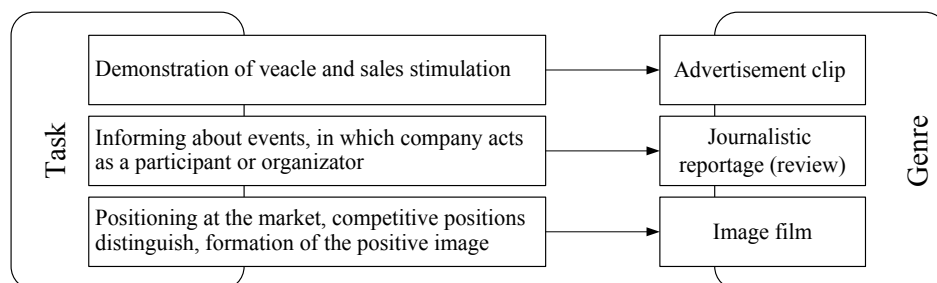 Task
Demonstration of veacle and sales stimulation
Advertisement clip
Informing about events, in which company acts
as a participant or organizator
Journalistic
reportage (review)
Positioning at the market, competitive positions
distinguish, formation of the positive image
Image film
Genre